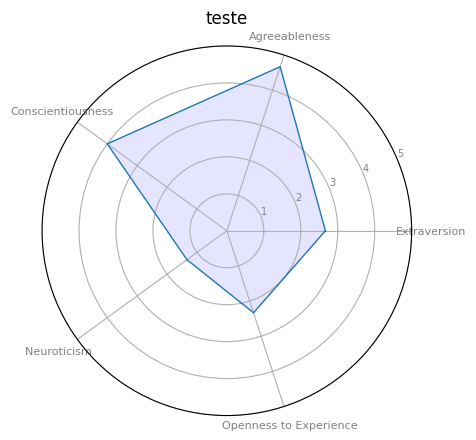 teste
Agreeableness
Conscientiousness
5
4
3
2
1
Extraversion
Neuroticism
Openness to Experience